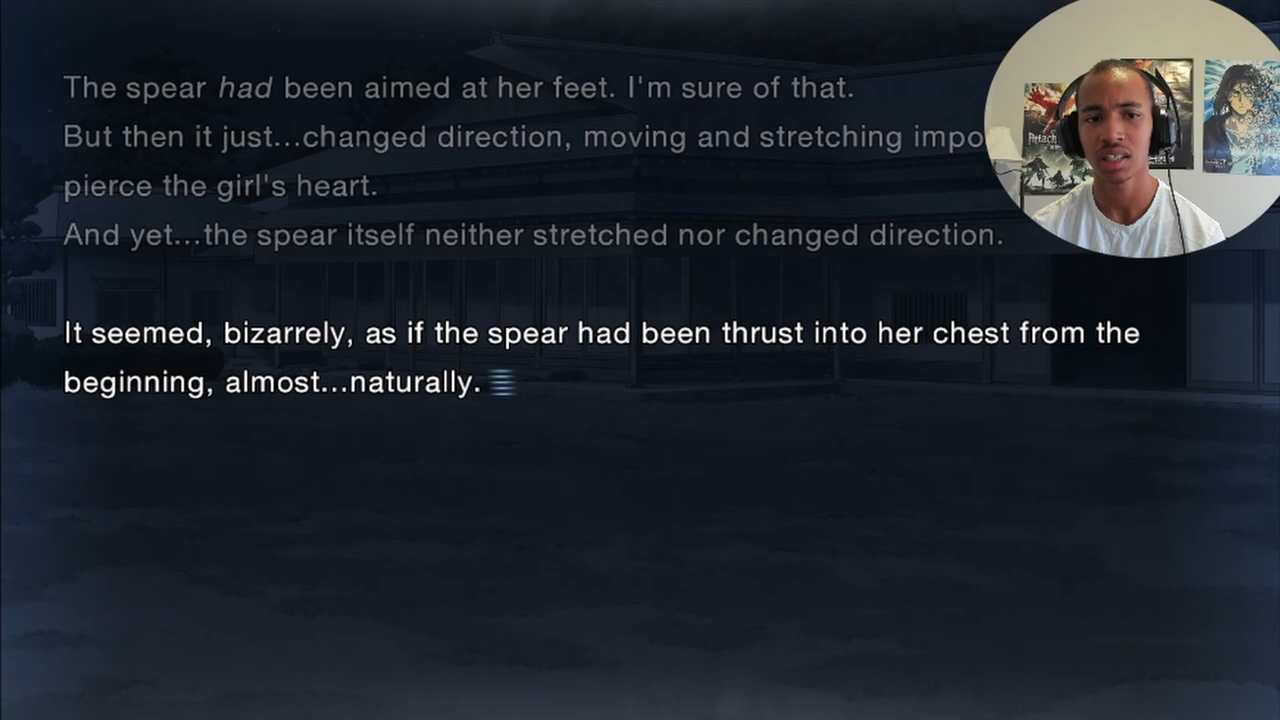 The spear had been aimed at her feet. I'm sure of that.
But then it just...changed direction, moving and stretching
pierce the girl's heart.
And yet...the spear itself neither stretched nor changed direction.
It seemed, bizarrely, as if the spear had been thrust into her chest from the
beginning, almost...naturally.
Attack